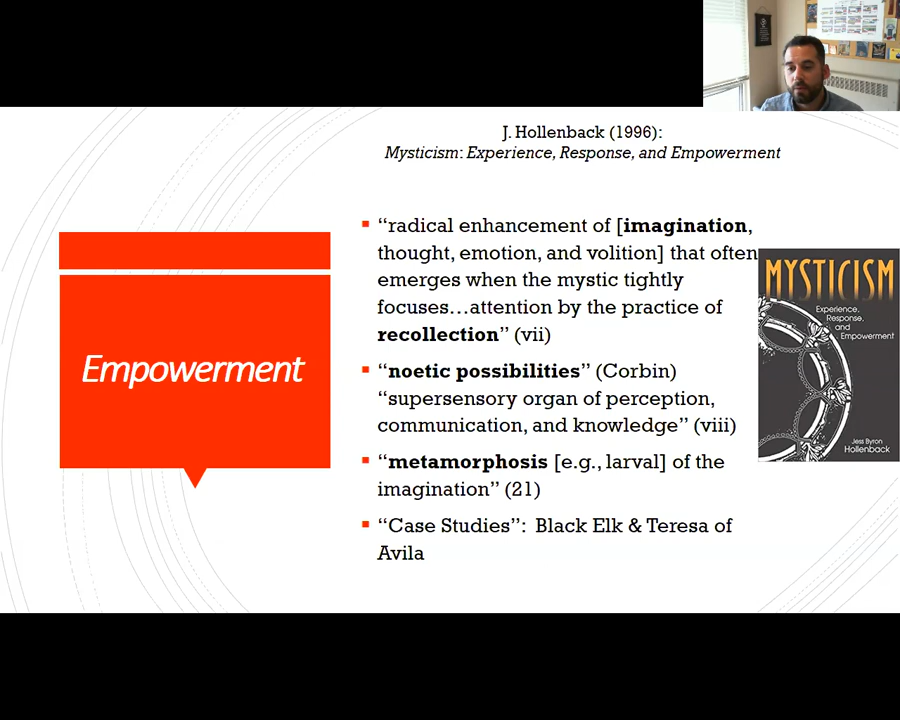 J. Hollenback (1996):
Mysticism: Experience, Response, and Empowerment
Empowerment
▪ “radical enhancement of [imagination,
thought, emotion, and volition] that often
emerges when the mystic tightly
focuses…attention by the practice of
recollection” (vii)
▪ “noetic possibilities” (Corbin)
“supersensory organ of perception,
communication, and knowledge” (viii)
▪ “metamorphosis [e.g., larval] of the
imagination” (21)
▪ “Case Studies”: Black Elk & Teresa of
Avila
MYSTICISM
Experience,
Response,
and
Empowerment
Jess Byron
Hollenback